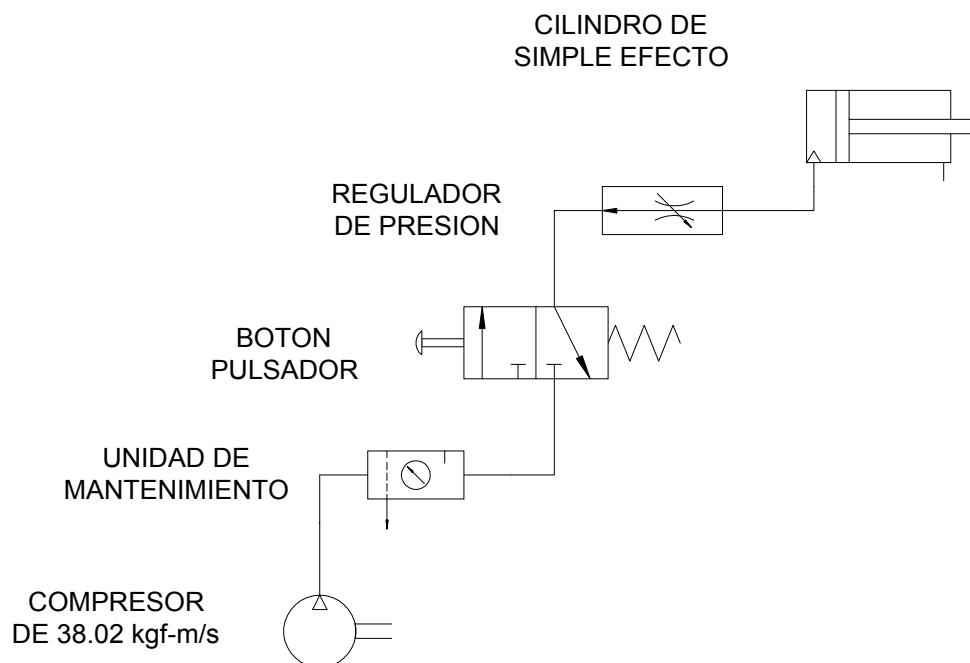 CILINDRO DE
SIMPLE EFECTO
REGULADOR
DE PRESION
BOTON
PULSADOR
UNIDAD DE
MANTENIMIENTO
COMPRESOR
DE 38.02 kgf-m/s